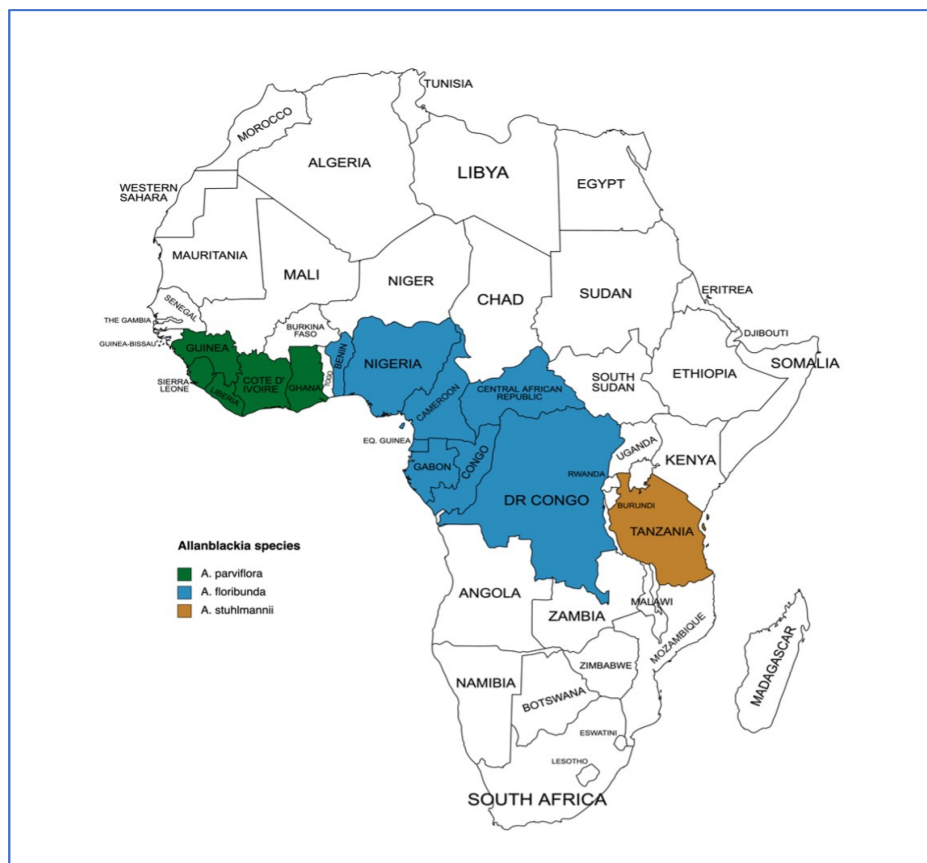 TUNISIA
MOROCCO
ALGERIA
LIBYA
EGYPT
WESTERN
SAHARA
MAURITANIA
MALI
NIGER
CHAD
SUDAN
ERITREA
SENEGAL
THE GAMBIA
BURKINA
FASO
DJIBOUTI
GUINEA-BISSAU
GUINEA
BENIN
NIGERIA
SOMALIA
SOUTH
SUDAN
ETHIOPIA
SIERRA
LEONE
LIBERIA
COTE D'
IVOIRE
GHANA
TOGO
CAMEROON
CENTRAL AFRICAN
REPUBLIC
EQ. GUINEA
UGANDA
KENYA
GABON
CONGO
RWANDA
DR CONGO
BURUNDI
TANZANIA
Allanblackia species
A. parviflora
A. floribunda
A. stuhlmannii
ANGOLA
ZAMBIA
MALAWI
MOZAMBIQUE
MADAGASCAR
ZIMBABWE
NAMIBIA
BOTSWANA
ESWATINI
LESOTHO
SOUTH AFRICA